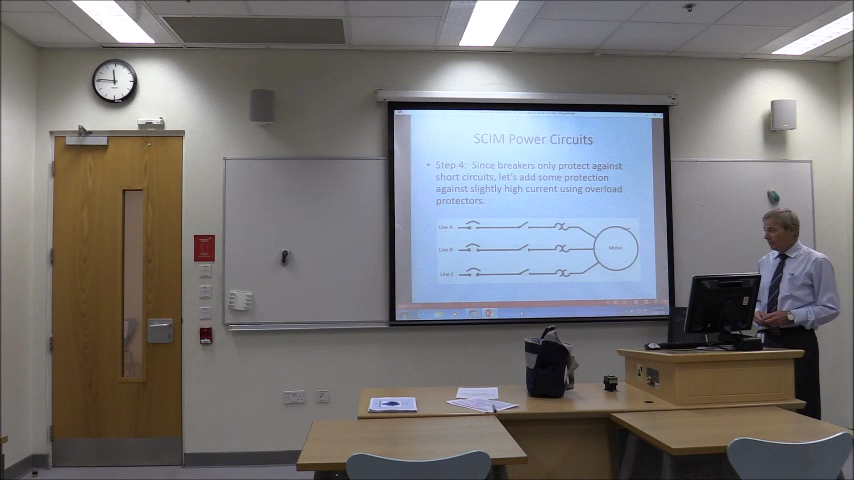 SCIM Power Circuits
• Step 4: Since breakers only protect against
short circuits, let's add some protection
against slightly high current using overload
protectors.
Line A
Line B
Motor
Line C